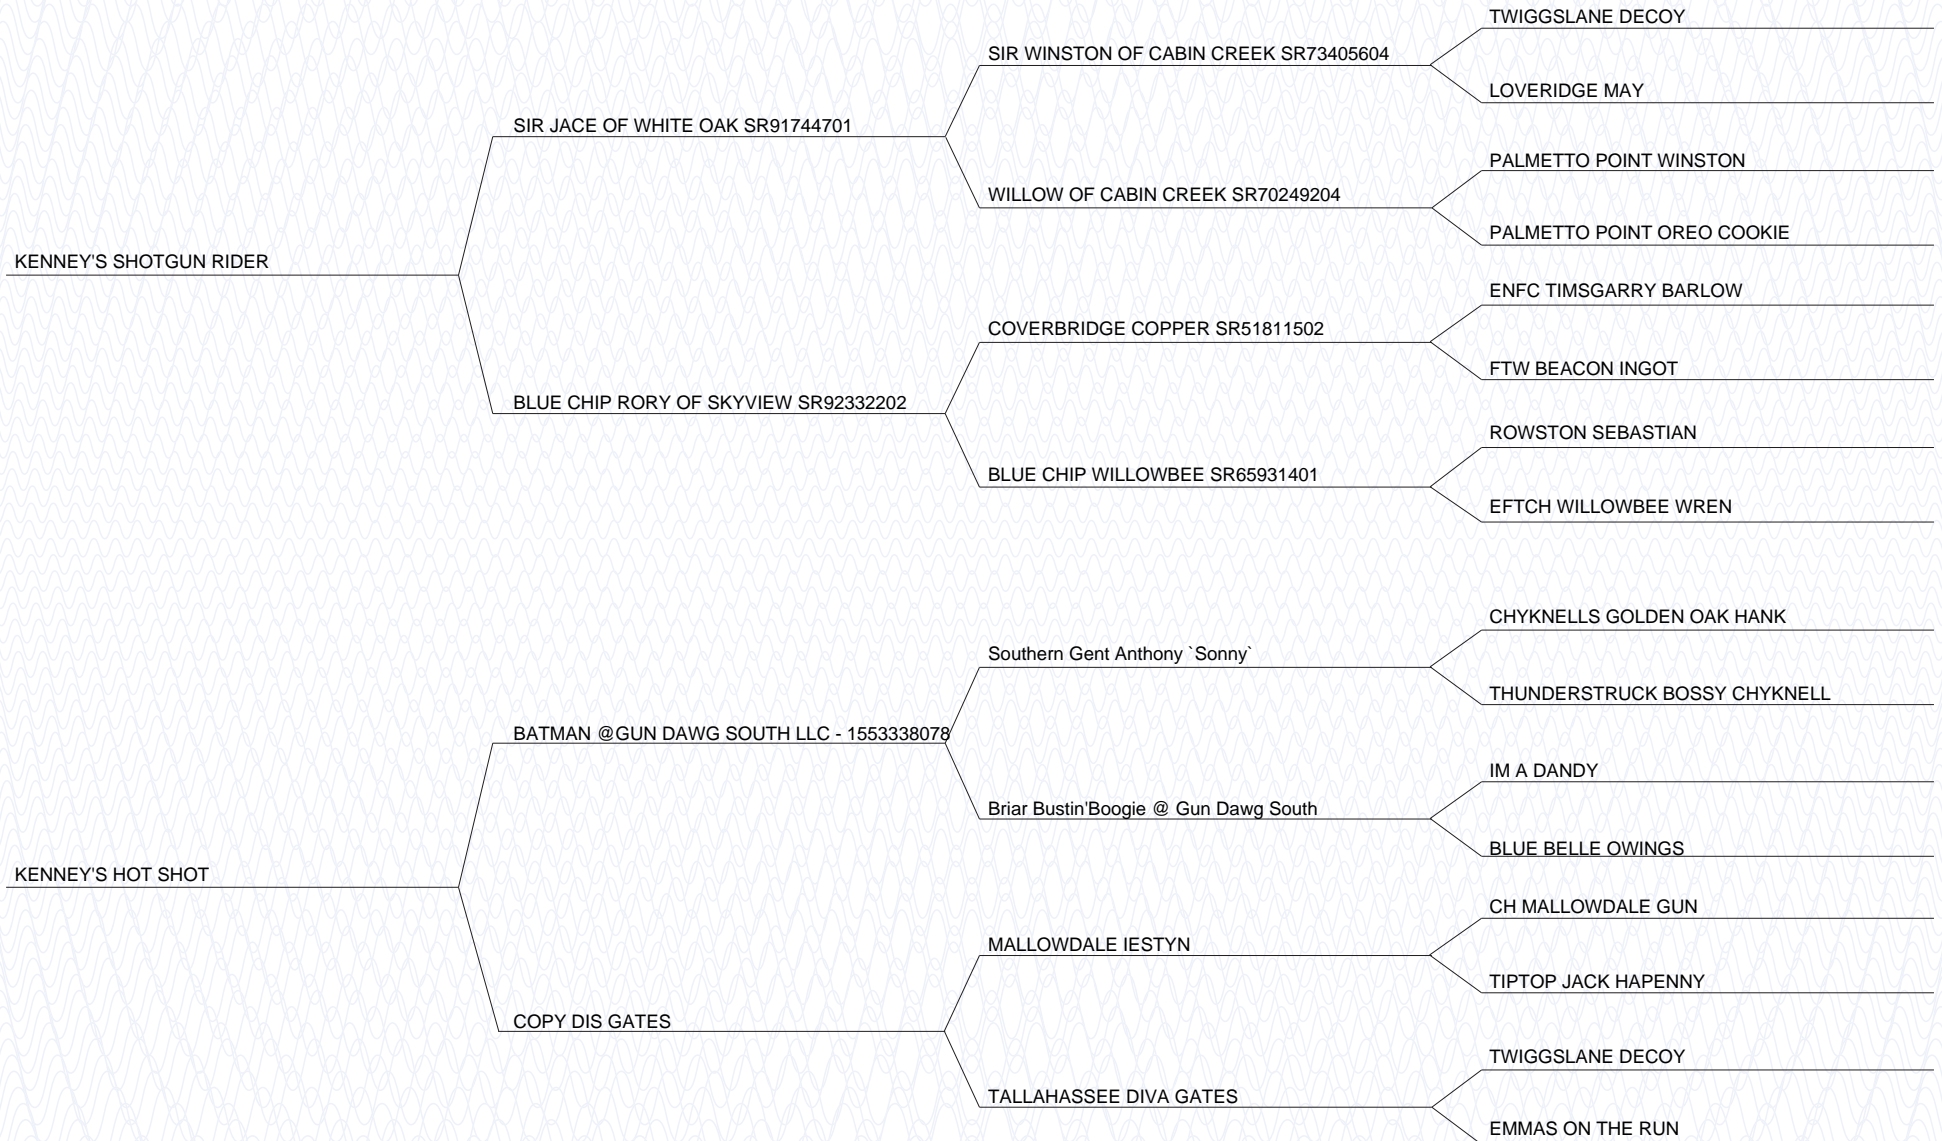 TWIGGSLANE DECOY
SIR WINSTON OF CABIN CREEK SR73405604
LOVERIDGE MAY
SIR JACE OF WHITE OAK SR91744701
PALMETTO POINT WINSTON
WILLOW OF CABIN CREEK SR70249204
PALMETTO POINT OREO COOKIE
KENNEY'S SHOTGUN RIDER
ENFC TIMSGARRY BARLOW
COVERBRIDGE COPPER SR51811502
FTW BEACON INGOT
BLUE CHIP RORY OF SKYVIEW SR92332202
ROWSTON SEBASTIAN
BLUE CHIP WILLOWBEE SR65931401
EFTCH WILLOWBEE WREN
CHYKNELLS GOLDEN OAK HANK
Southern Gent Anthony `Sonny`
THUNDERSTRUCK BOSSY CHYKNELL
BATMAN @GUN DAWG SOUTH LLC - 1553338078
IM A DANDY
Briar Bustin'Boogie @ Gun Dawg South
BLUE BELLE OWINGS
KENNEY'S HOT SHOT
CH MALLOWDALE GUN
MALLOWDALE IESTYN
TIPTOP JACK HAPENNY
COPY DIS GATES
TWIGGSLANE DECOY
TALLAHASSEE DIVA GATES
EMMAS ON THE RUN